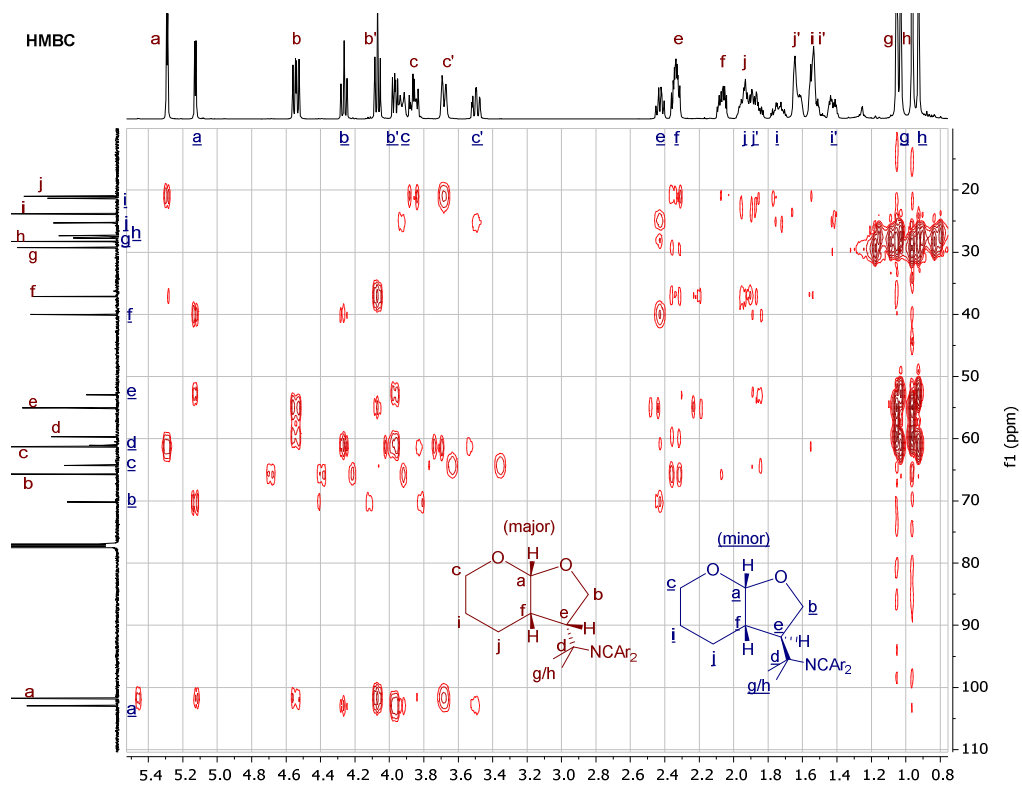 HMBC
a b b' c c' e f j j' i i' g h
a b b' c c' e f j j' i i' g h
j
i
i
j
h
h
g
g
f
f
e
e
d
d
c
c
b
b
a
a
20
30
40
50
60
70
80
90
100
110
f1 (ppm)
(major)
H
O
O
c
a
b
i
f
e
H
H
j
d
NCAr2
g/h
(minor)
H
O
O
c
a
b
i
f
e
H
H
j
d
NCAr2
g/h
5.4 5.2 5.0 4.8 4.6 4.4 4.2 4.0 3.8 3.6 3.4 3.2 3.0 2.8 2.6 2.4 2.2 2.0 1.8 1.6 1.4 1.2 1.0 0.8